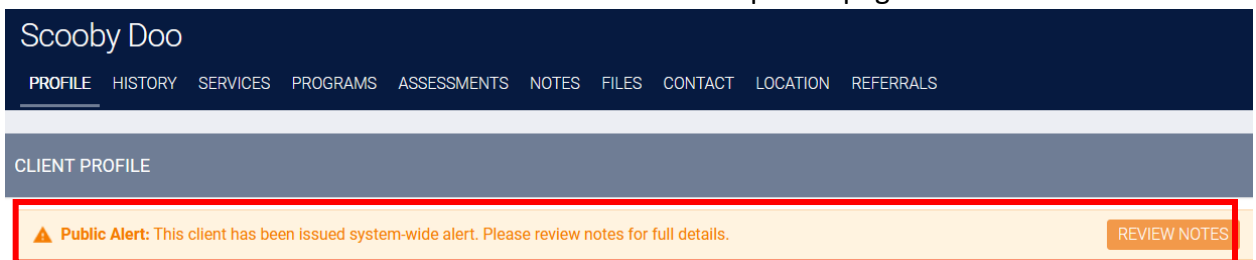 Scooby Doo
PROFILE HISTORY SERVICES PROGRAMS ASSESSMENTS NOTES FILES CONTACT LOCATION REFERRALS
CLIENT PROFILE
Public Alert: This client has been issued system-wide alert. Please review notes for full details. REVIEW NOTES